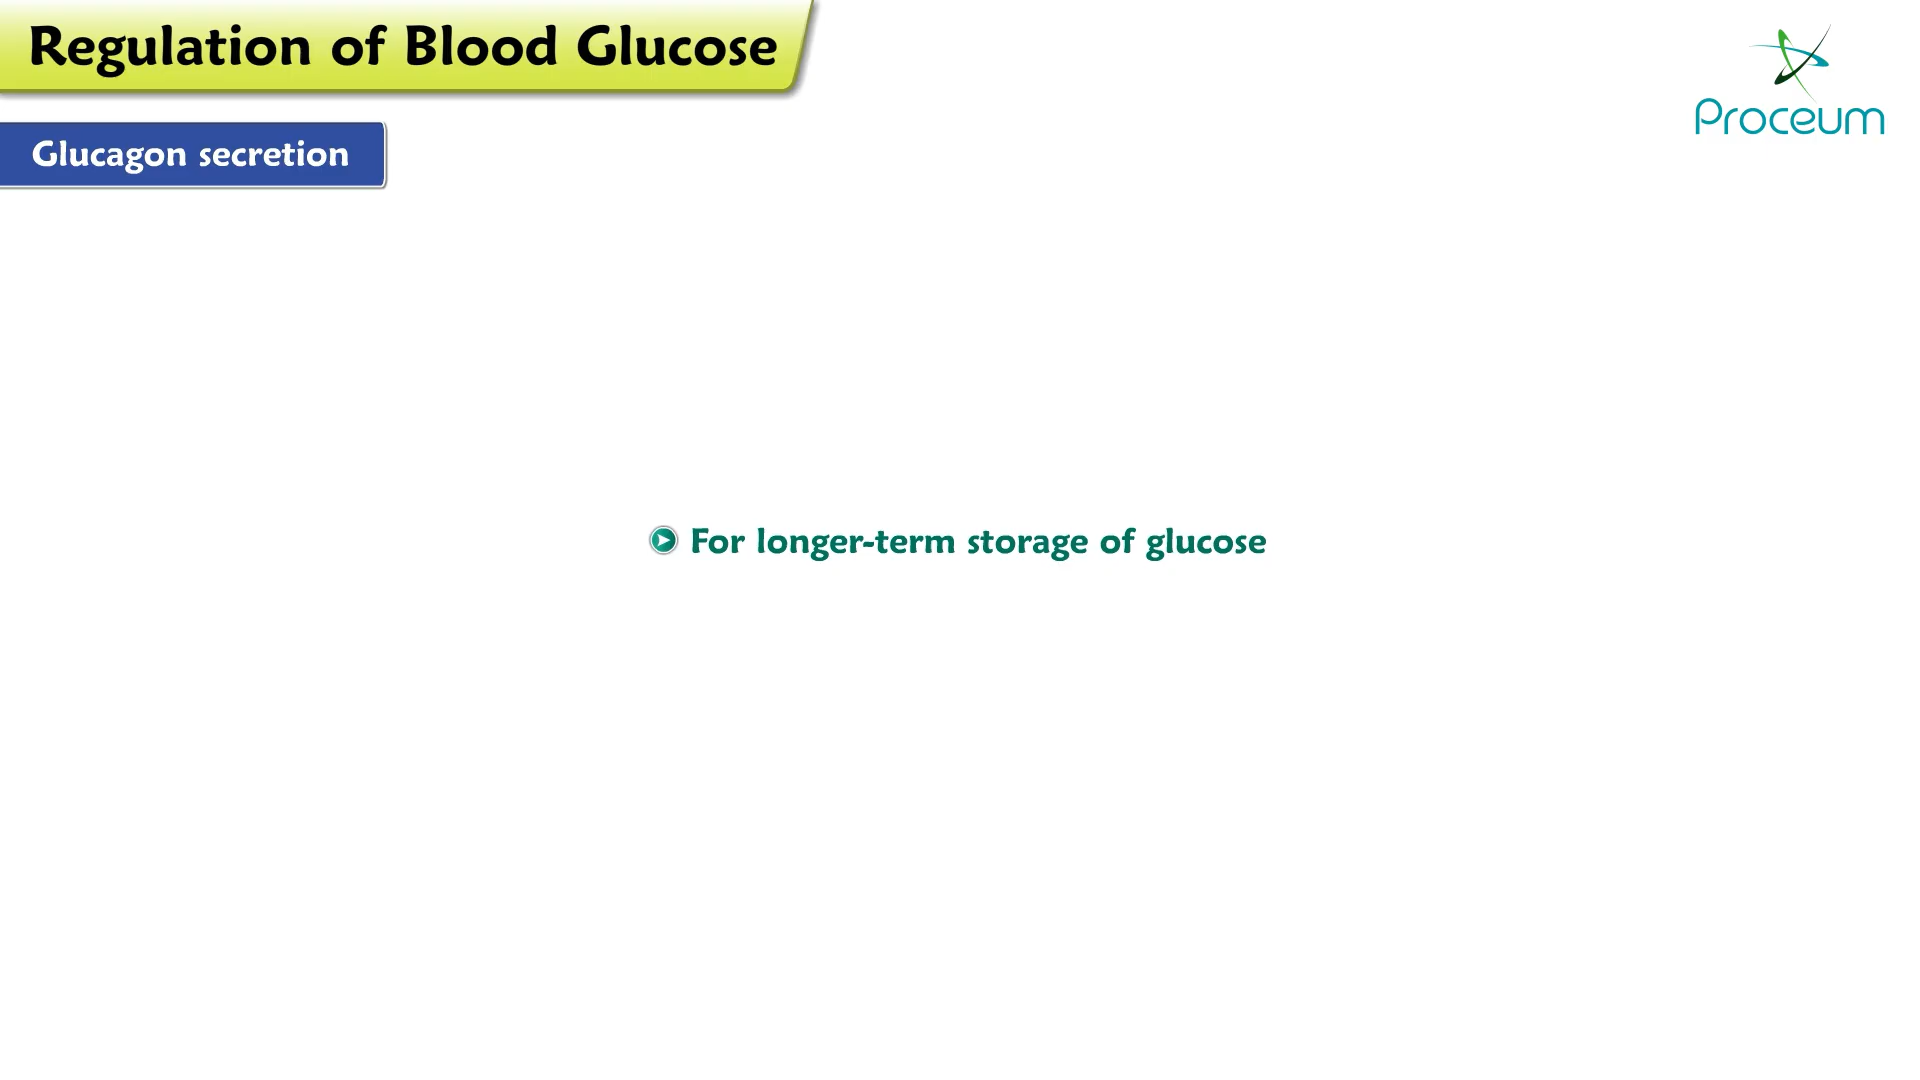 Regulation of Blood Glucose
Proceum
Glucagon secretion
For longer-term storage of glucose